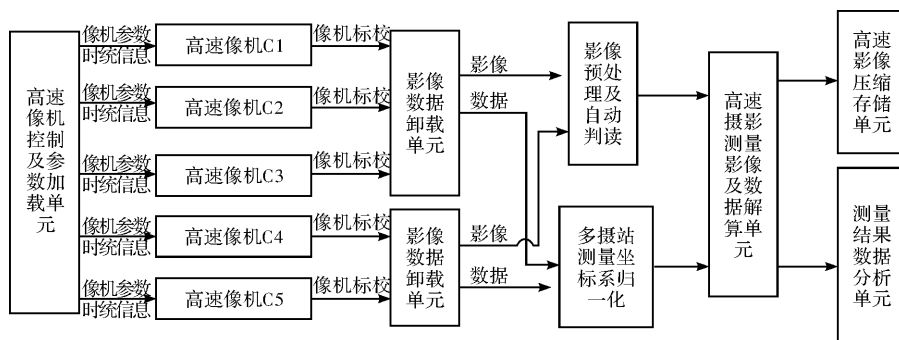 高速
像机
控制
及参
数加
载单
元
像机参数
时统信息
像机参数
时统信息
像机参数
时统信息
像机参数
时统信息
像机参数
时统信息
高速像机C1
高速像机C2
高速像机C3
高速像机C4
高速像机C5
像机标校
像机标校
像机标校
像机标校
像机标校
影像
数据
卸载
单元
影像
数据
卸载
单元
影像
数据
影像
数据
影像
预处
理及
自动
判读
多摄站
测量坐
标系归
一化
高速
摄影
测量
影像
及数
据解
算单
元
高速
影像
压缩
存储
单元
测量
结果
数据
分析
单元